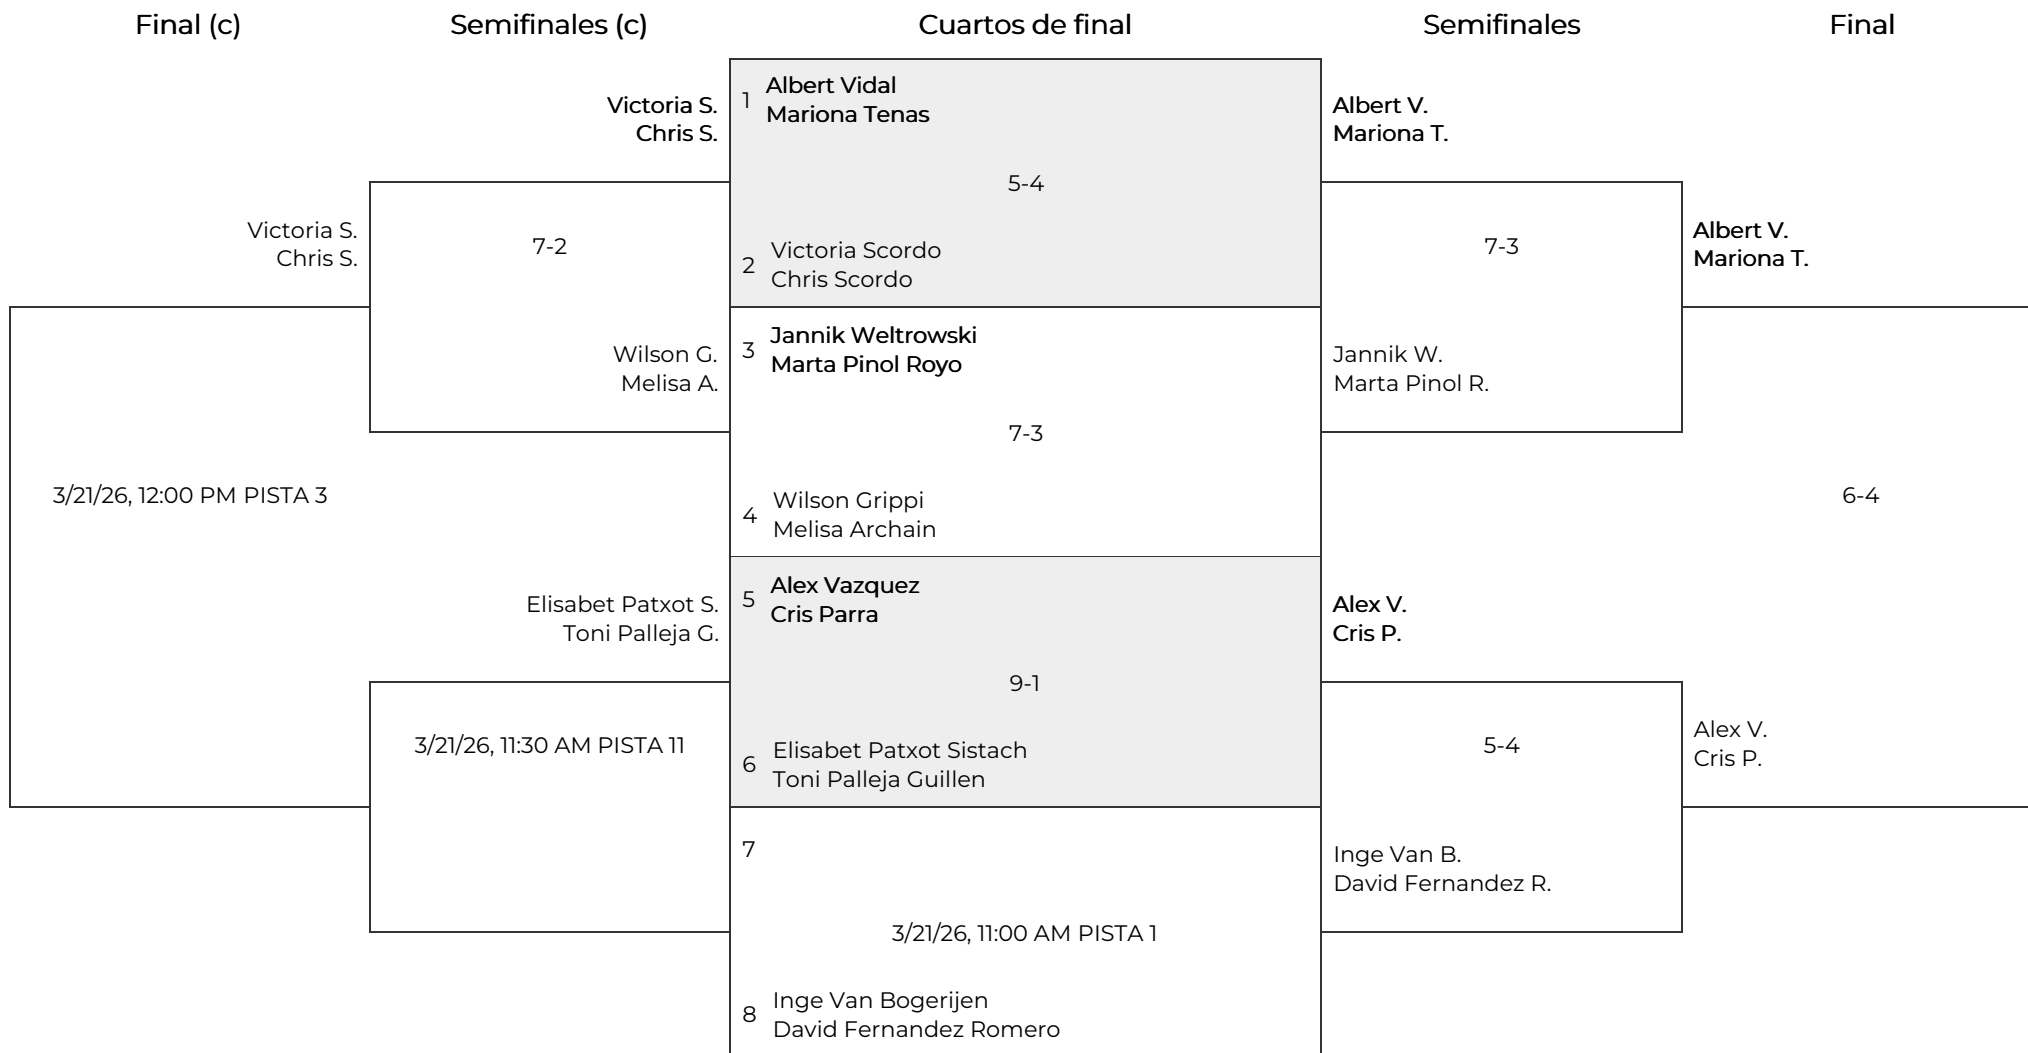 Final (c)
Semifinales (c)
Cuartos de final
Semifinales
Final
Victoria S.
Chris S.
1
Albert Vidal
Mariona Tenas
Albert V.
Mariona T.
5-4
Victoria S.
Chris S.
7-2
2
Victoria Scordo
Chris Scordo
7-3
Albert V.
Mariona T.
Wilson G.
Melisa A.
3
Jannik Weltrowski
Marta Pinol Royo
Jannik W.
Marta Pinol R.
7-3
3/21/26, 12:00 PM PISTA 3
4
Wilson Grippi
Melisa Archain
6-4
Elisabet Patxot S.
Toni Palleja G.
5
Alex Vazquez
Cris Parra
Alex V.
Cris P.
9-1
3/21/26, 11:30 AM PISTA 11
6
Elisabet Patxot Sistach
Toni Palleja Guillen
5-4
Alex V.
Cris P.
7
Inge Van B.
David Fernandez R.
3/21/26, 11:00 AM PISTA 1
8
Inge Van Bogerijen
David Fernandez Romero